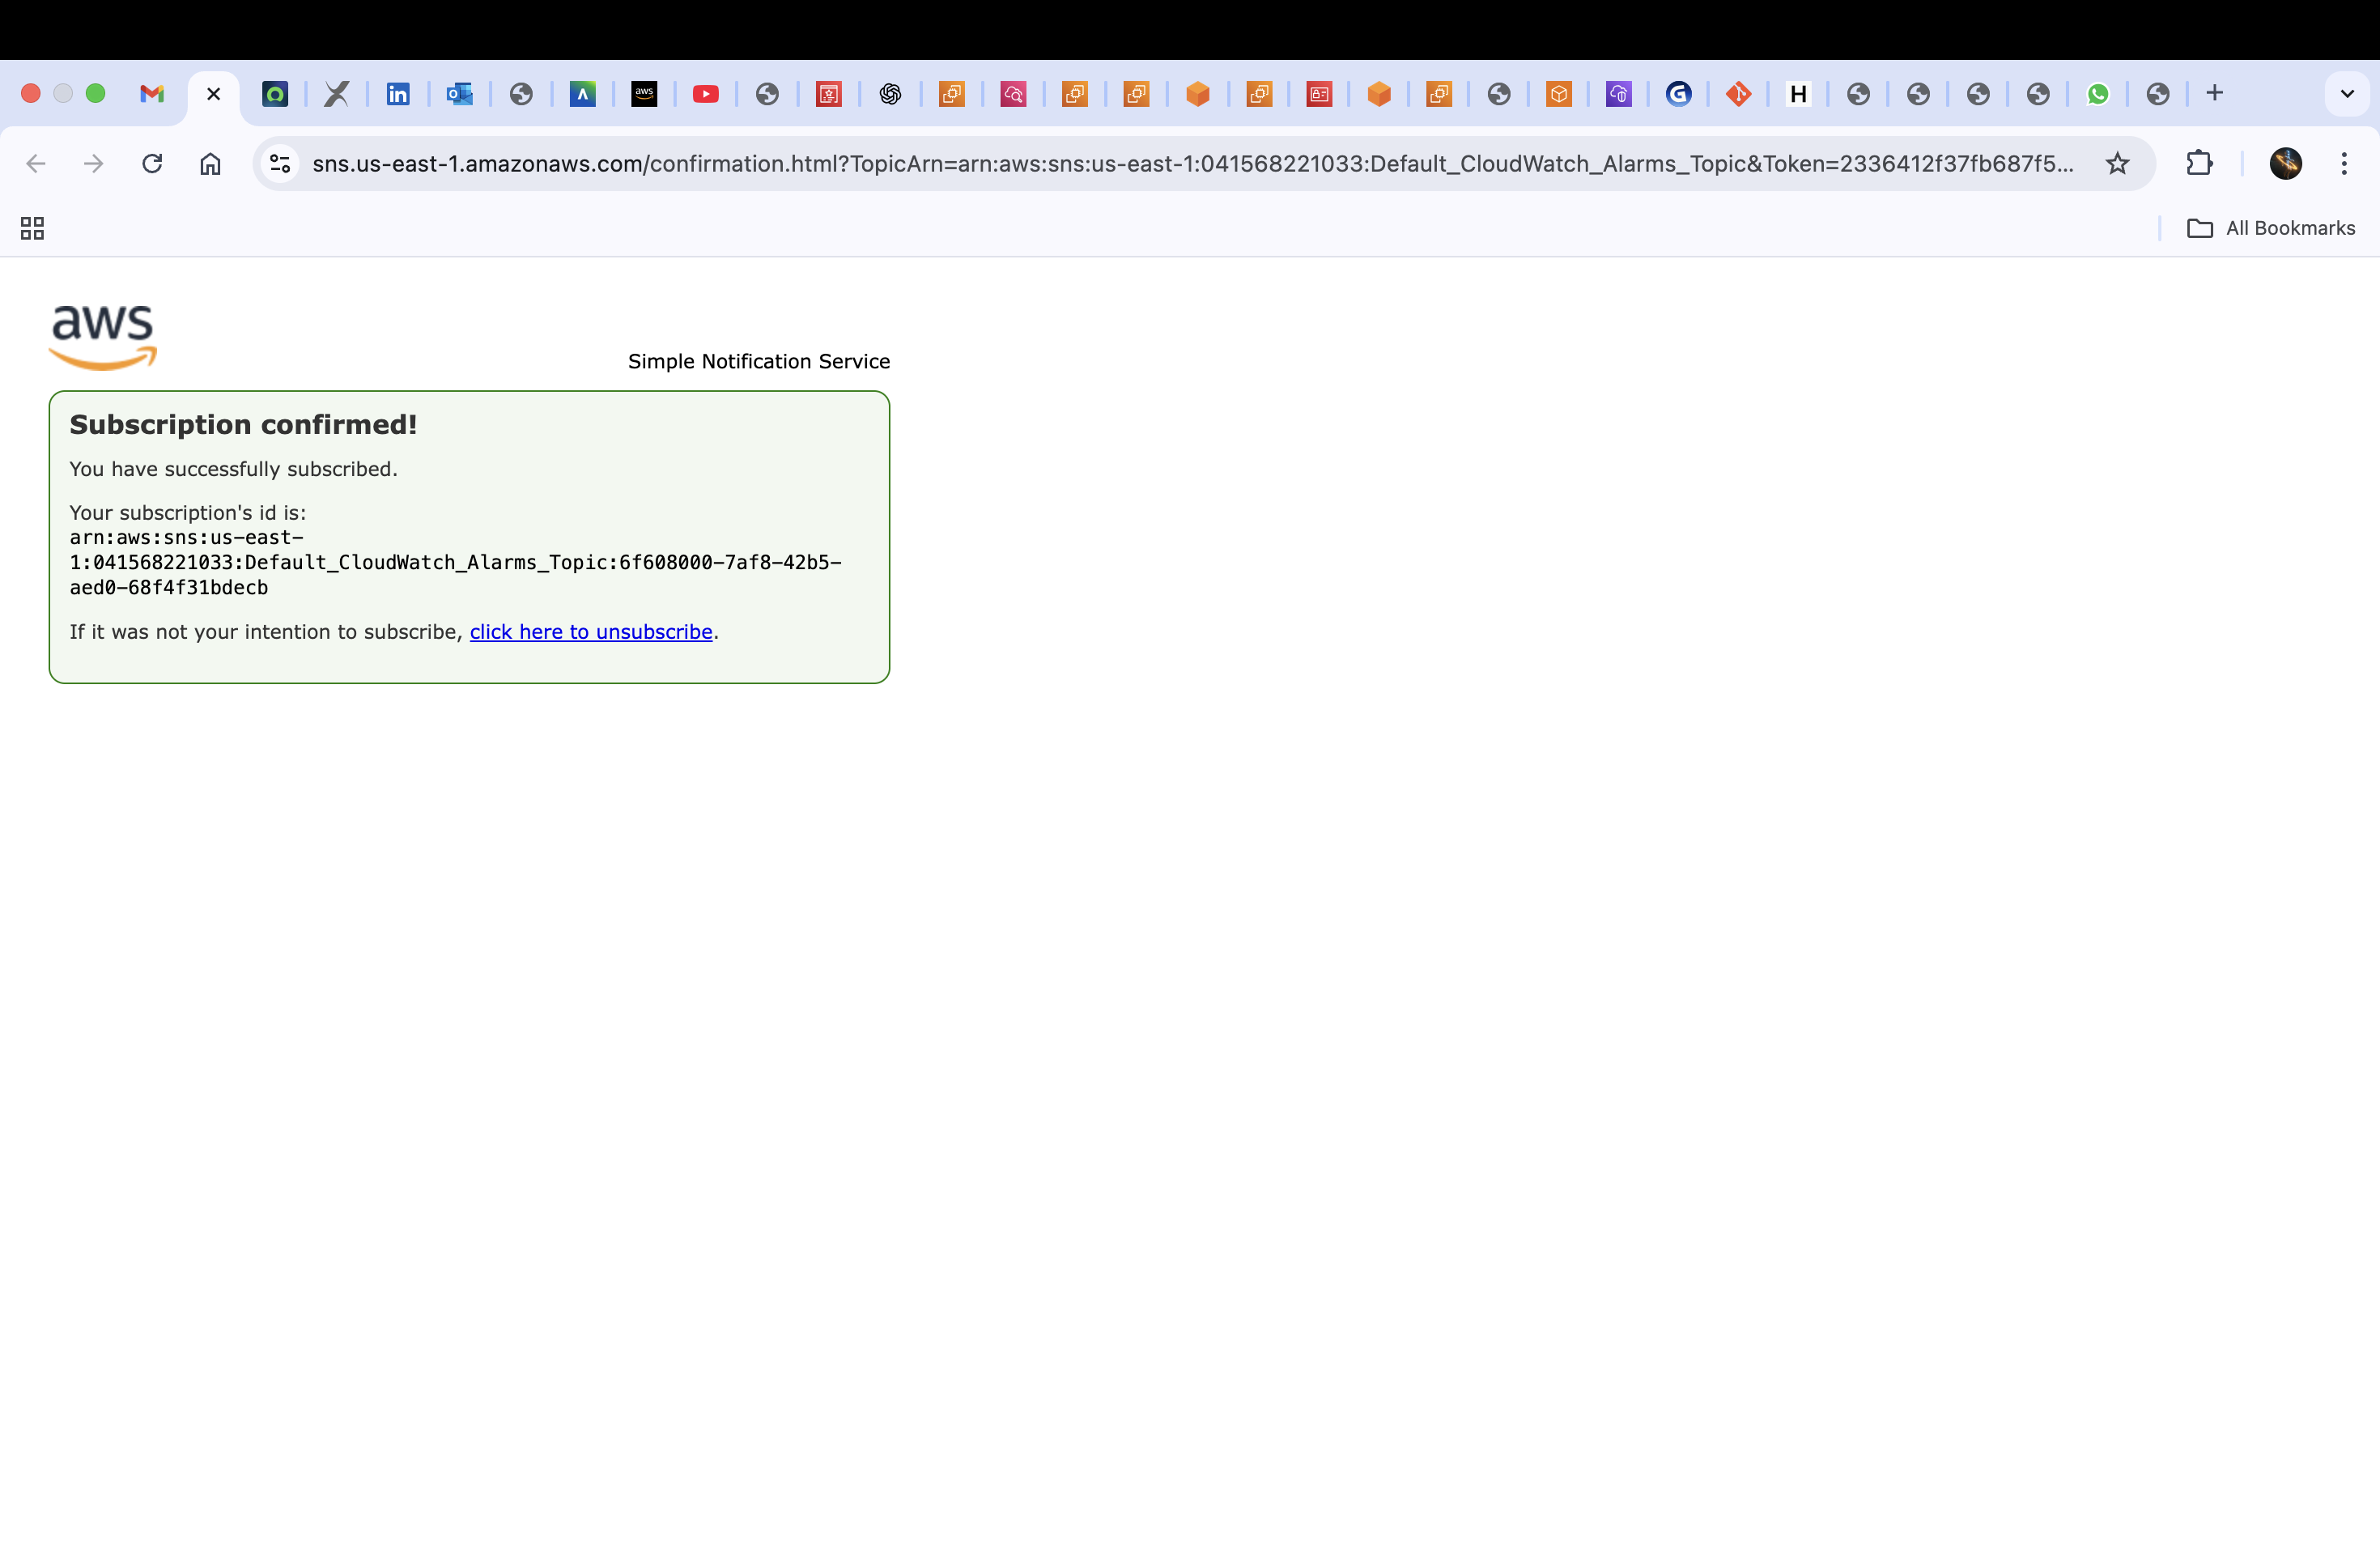 sns.us-east-1.amazonaws.com/confirmation.html?TopicArn=arn:aws:sns:us-east-1:041568221033:Default_CloudWatch_Alarms_Topic&Token=2336412f37fb687f5...
All Bookmarks
aws
Simple Notification Service
Subscription confirmed!
You have successfully subscribed.
Your subscription's id is:
arn:aws:sns:us-east-
1:041568221033:Default_CloudWatch_Alarms_Topic:6f608000-7af8-42b5-
aed0-68f4f31bdecb
If it was not your intention to subscribe, click here to unsubscribe.